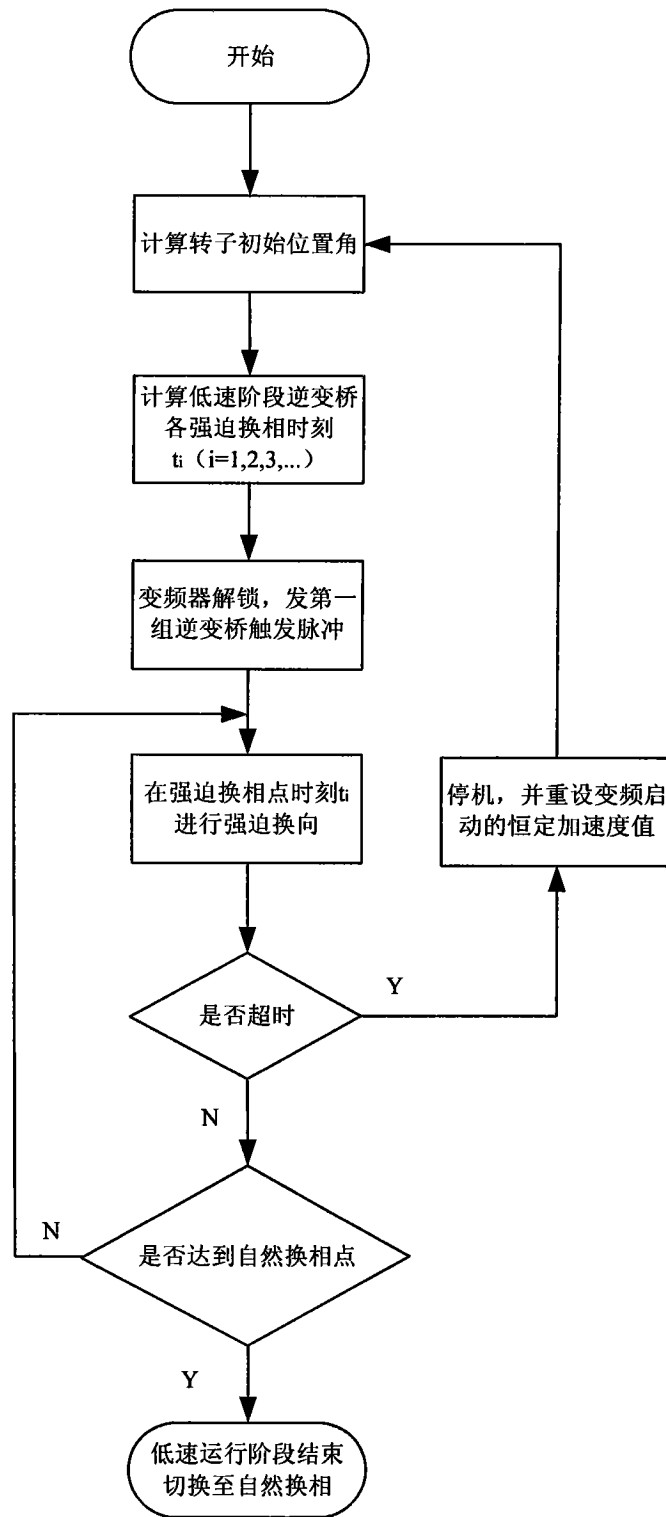 开始
计算转子初始位置角
计算低速阶段逆变桥
各强迫换相时刻
ti（i=1,2,3,...）
变频器解锁，发第一
组逆变桥触发脉冲
在强迫换相点时刻ti
进行强迫换向
停机，并重设变频启
动的恒定加速度值
是否超时
Y
N
是否达到自然换相点
N
Y
低速运行阶段结束
切换至自然换相